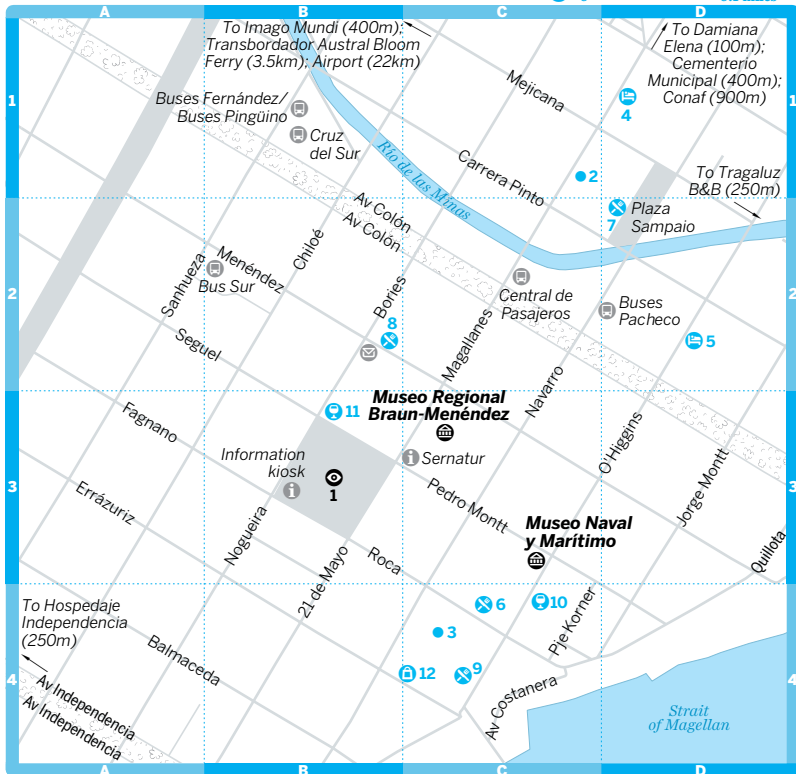 A
B
C
D
To Imago Mundi (400m);
Transbordador Austral Bloom
Ferry (3.5km); Airport (22km)
To Damiana
Elena (100m);
Cementerio
Municipal (400m);
Conaf (900m)
Mejicana
1
1
Buses Fernández/
Buses Pingüino
4
Cruz
del Sur
Río de las Minas
Carrera Pinto
2
To Tragaluz
B&B (250m)
Av Colón
Av Colón
7
Plaza
Sampaio
Chiloé
Menéndez
Sanhueza
Bus Sur
2
2
Bories
Central de
Pasajeros
Buses
Pacheco
8
Magallanes
5
Seguel
Navarro
Museo Regional
Braun-Menéndez
11
Fagnano
O'Higgins
Information
kiosk
Sernatur
1
3
3
Jorge Montt
Pedro Montt
Errázuriz
Nogueira
Museo Naval
y Marítimo
Quillota
Roca
21 de Mayo
6
10
Pje Korner
To Hospedaje
Independencia
(250m)
3
Balmaceda
4
4
12
9
Av Costanera
Av Independencia
Av Independencia
Strait
of Magellan
A
B
C
D